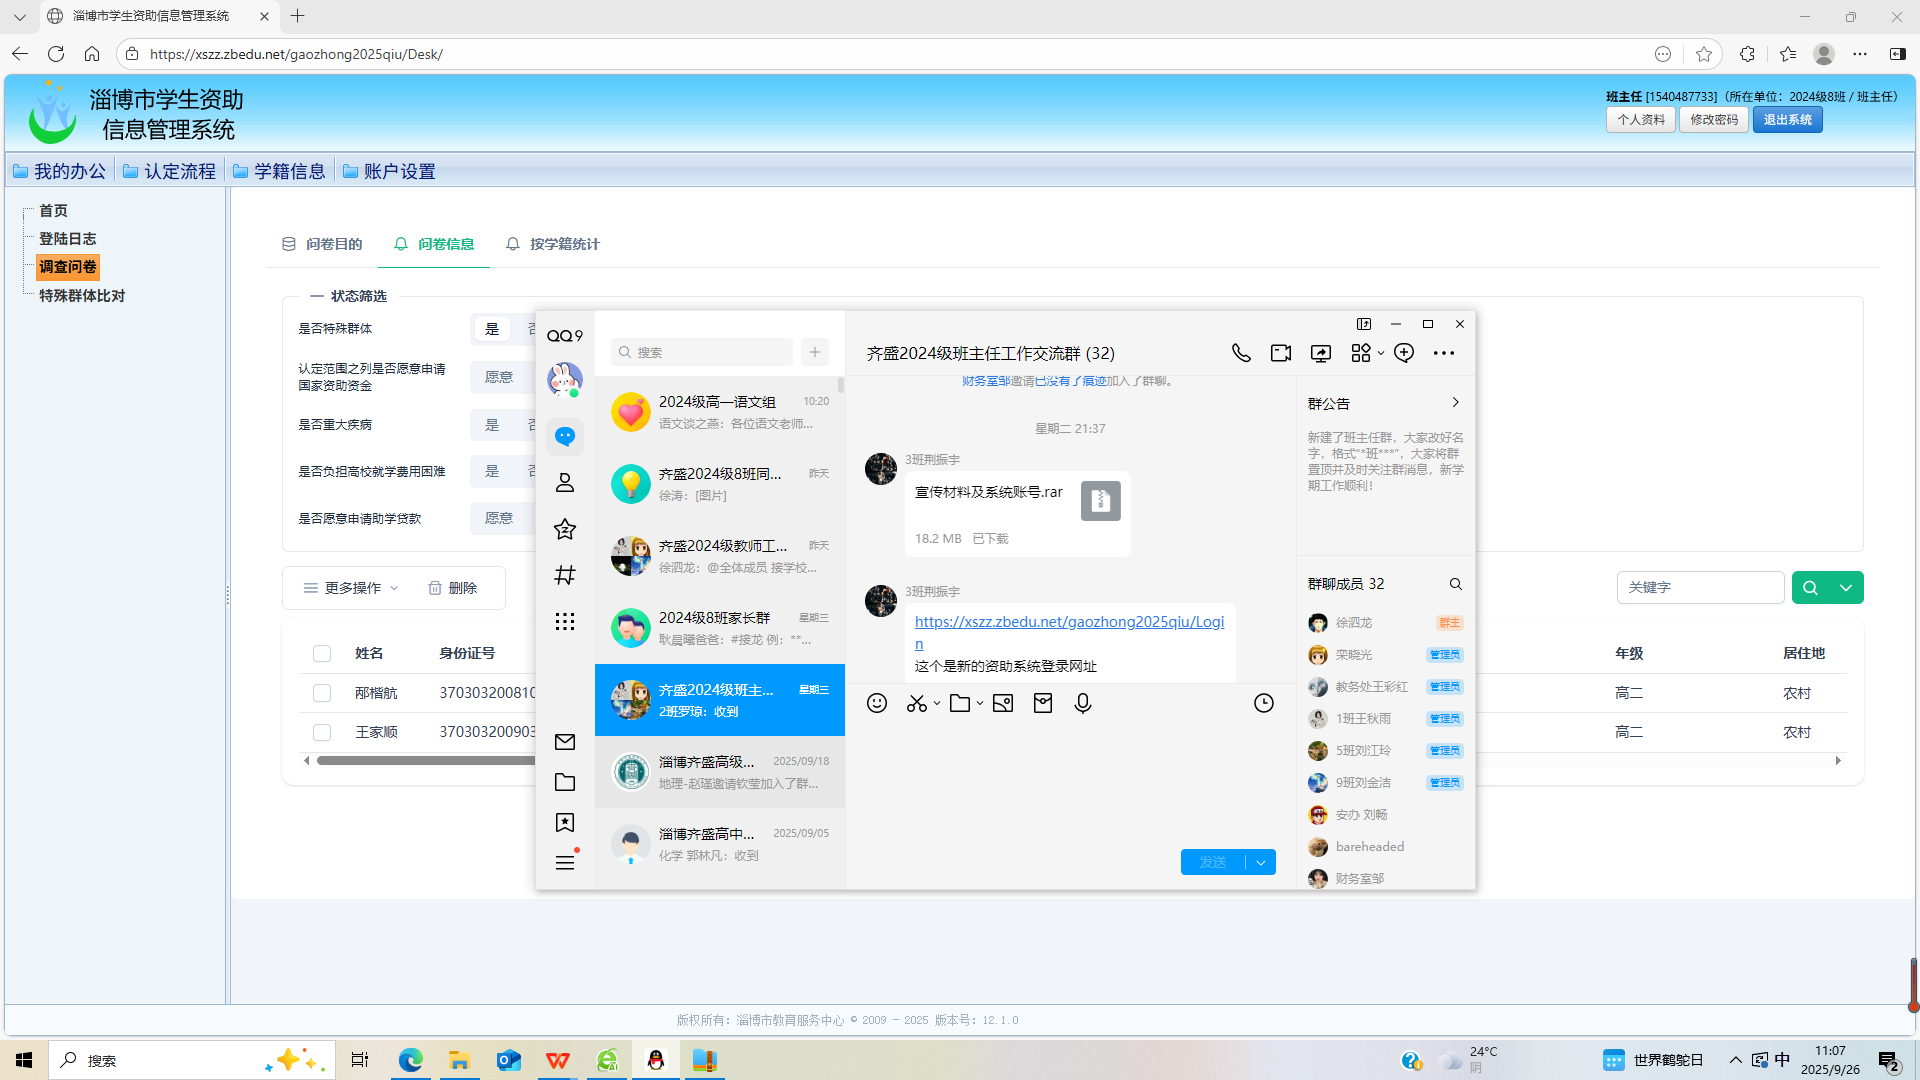 淄博市学生资助信息管理系统
https://xszz.zbedu.net/gaozhong2025qiu/Desk/
淄博市学生资助
信息管理系统
班主任 [1540487733]（所在单位：2024级8班 / 班主任）
个人资料 修改密码 退出系统
我的办公 认定流程 学籍信息 账户设置
首页
登陆日志
调查问卷
特殊群体比对
问卷目的 问卷信息 按学籍统计
状态筛选
是否特殊群体 是
认定范围之列是否愿意申请
国家资助资金 愿意
是否重大疾病 是
是否负担高校就学费用困难 是
是否愿意申请助学贷款 愿意
更多操作 删除
关键字
姓名 身份证号 年级 居住地
邴楷航 370303200810 高二 农村
王家顺 370303200903 高二 农村
QQ9
搜索
2024级高一语文组 10:20
语文谈之燕：各位语文老师...
齐盛2024级8班同... 昨天
徐涛：[图片]
齐盛2024级教师工... 昨天
徐泗龙：@全体成员 接学校...
2024级8班家长群 星期三
耿晨曦爸爸：#接龙 例：**...
齐盛2024级班主... 星期三
2班罗琼：收到
淄博齐盛高级... 2025/09/18
地理-赵瑾邀请钦莹加入了群...
淄博齐盛高中... 2025/09/05
化学 郭林凡：收到
齐盛2024级班主任工作交流群 (32)
财务室邹邀请已没有了痕迹加入了群聊。
星期二 21:37
3班荆振宇
宣传材料及系统账号.rar
18.2 MB 已下载
3班荆振宇
https://xszz.zbedu.net/gaozhong2025qiu/Logi
n
这个是新的资助系统登录网址
发送
群公告
新建了班主任群，大家改好名
字，格式“*班***”，大家将群
置顶并及时关注群消息，新学
期工作顺利！
群聊成员 32
徐泗龙 群主
栾晓光 管理员
教务处王彩红 管理员
1班王秋雨 管理员
5班刘江玲 管理员
9班刘金洁 管理员
安办 刘畅
bareheaded
财务室邹
版权所有：淄博市教育服务中心 © 2009 - 2025 版本号：12.1.0
搜索
24°C
阴
世界鹤鸵日
中
11:07
2025/9/26
2